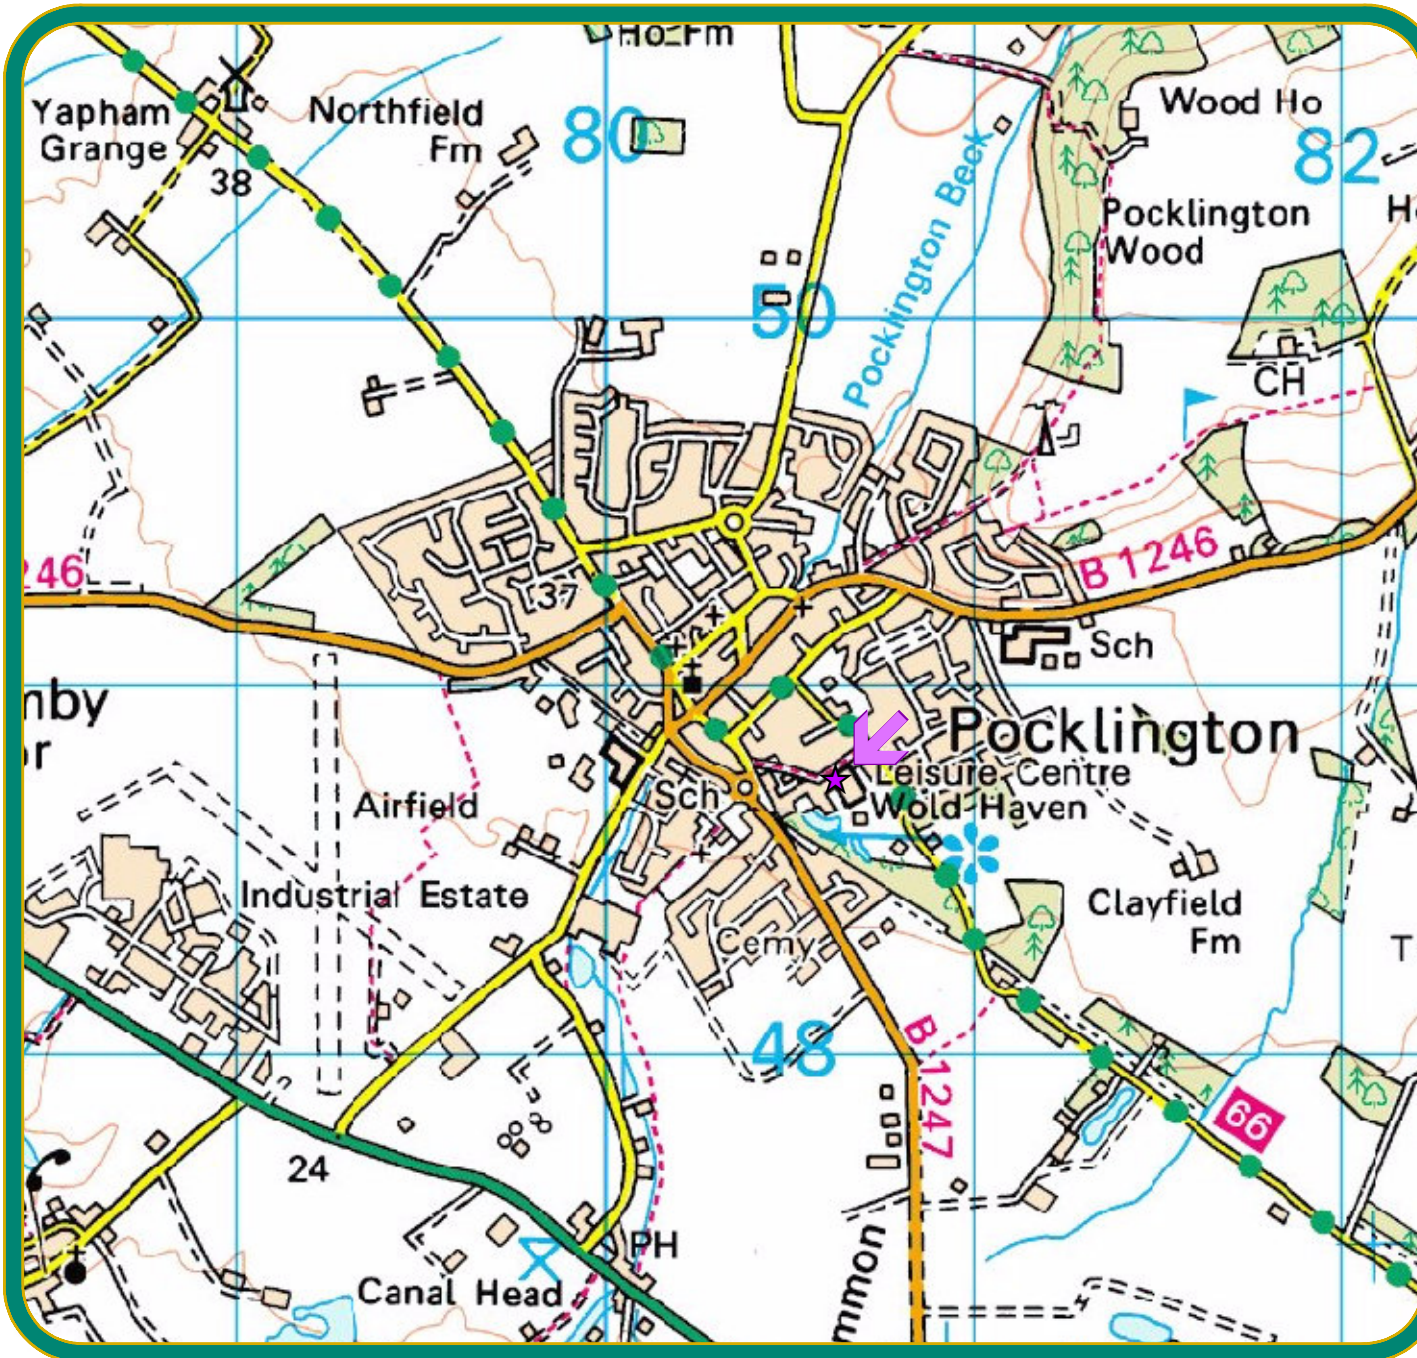 Ho Fm
Yapham
Grange
Northfield
Fm
80
Wood Ho
82
38
Pocklington Beck
Pocklington
Wood
50
CH
246
37
B 1246
Sch
Pocklington
Airfield
Sch
Leisure Centre
Wold Haven
Industrial Estate
Clayfield
Fm
Cemy
T
48
B 1247
66
24
PH
Canal Head